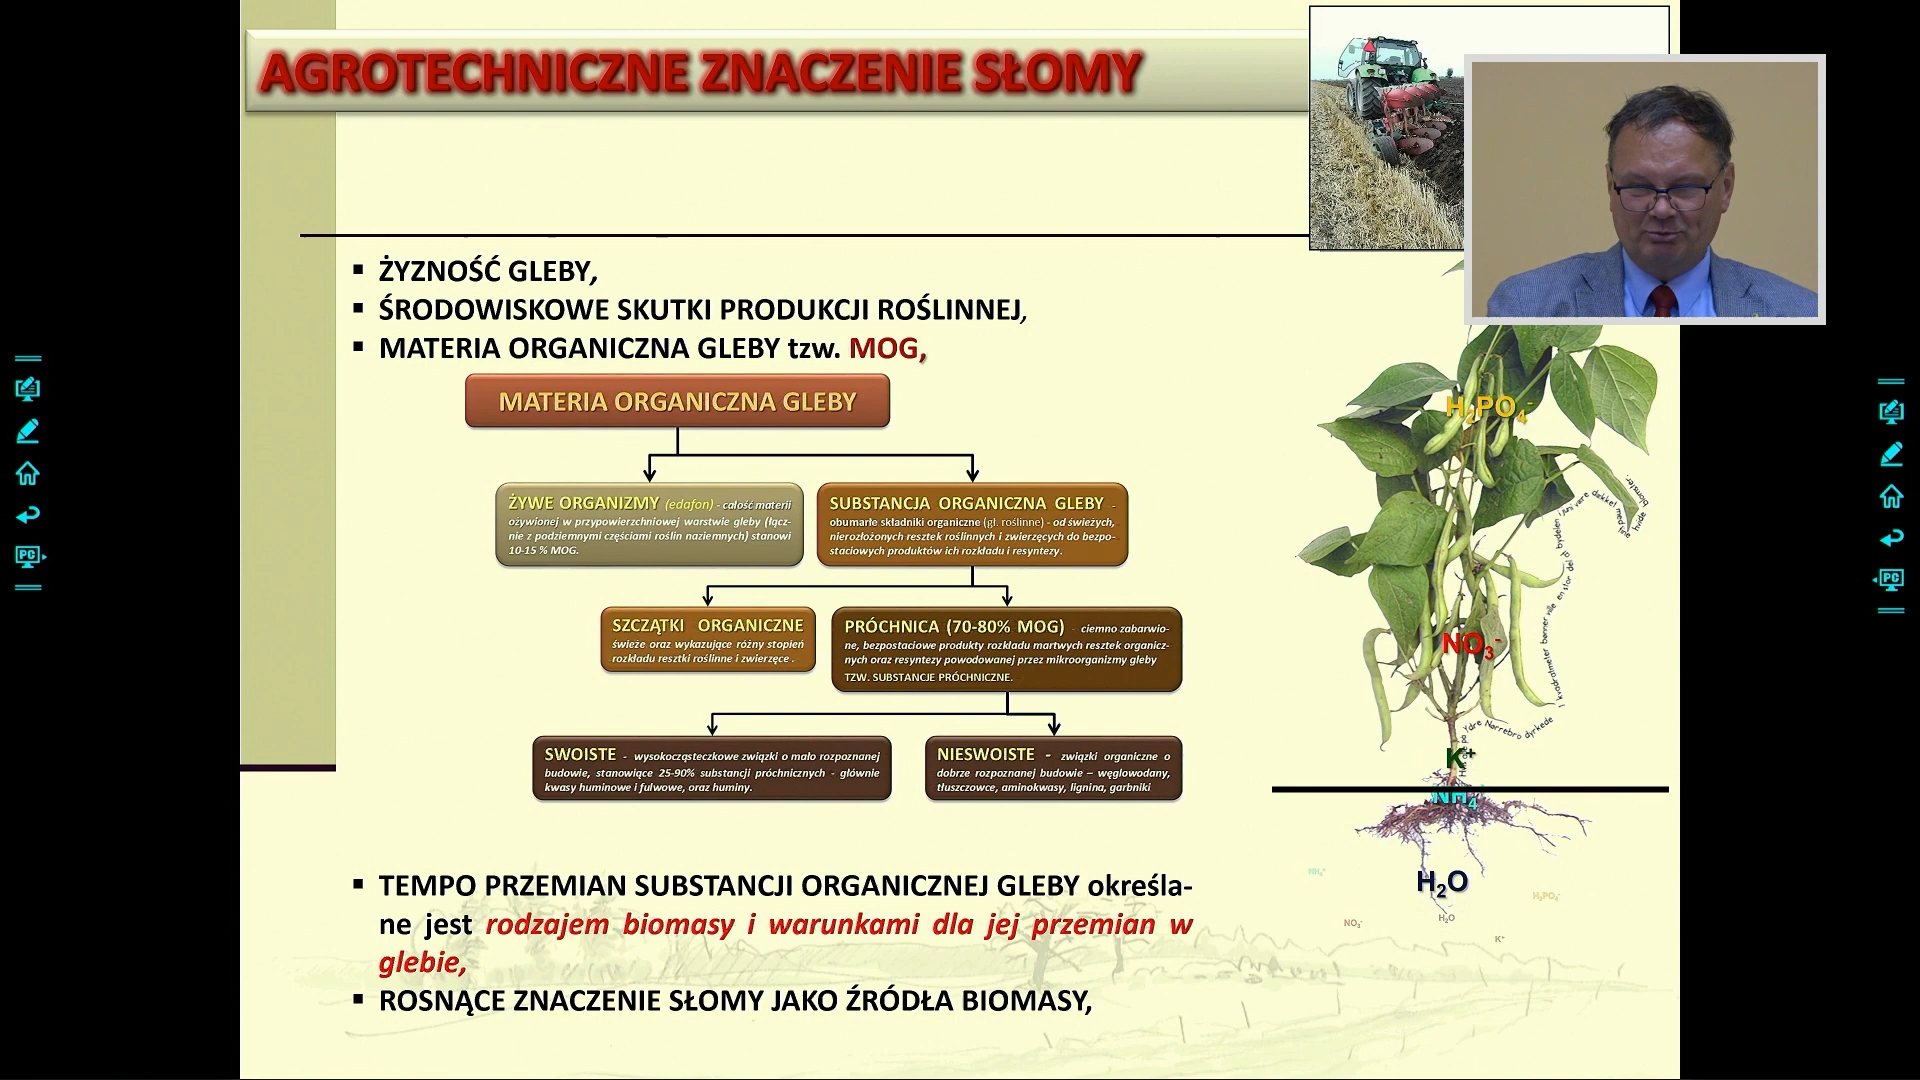 AGROTECHNICZNE ZNACZENIE SŁOMY
▪ ŻYZNOŚĆ GLEBY,
▪ ŚRODOWISKOWE SKUTKI PRODUKCJI ROŚLINNEJ,
▪ MATERIA ORGANICZNA GLEBY tzw. MOG,
MATERIA ORGANICZNA GLEBY
ŻYWE ORGANIZMY (edafon) - całość materii
ożywionej w przypowierzchniowej warstwie gleby (łącz-
nie z podziemnymi częściami roślin naziemnych) stanowi
10-15 % MOG.
SUBSTANCJA ORGANICZNA GLEBY -
obumarłe składniki organiczne (gł. roślinne) - od świeżych,
nierozłożonych resztek roślinnych i zwierzęcych do bezpo-
staciowych produktów ich rozkładu i resyntezy.
SZCZĄTKI ORGANICZNE
świeże oraz wykazujące różny stopień
rozkładu resztki roślinne i zwierzęce .
PRÓCHNICA (70-80% MOG) - ciemno zabarwio-
ne, bezpostaciowe produkty rozkładu martwych resztek organicz-
nych oraz resyntezy powodowanej przez mikroorganizmy gleby
TZW. SUBSTANCJE PRÓCHNICZNE.
SWOISTE - wysokocząsteczkowe związki o mało rozpoznanej
budowie, stanowiące 25-90% substancji próchnicznych - głównie
kwasy huminowe i fulwowe, oraz huminy.
NIESWOISTE - związki organiczne o
dobrze rozpoznanej budowie – węglowodany,
tłuszczowce, aminokwasy, lignina, garbniki
▪ TEMPO PRZEMIAN SUBSTANCJI ORGANICZNEJ GLEBY określa-
ne jest rodzajem biomasy i warunkami dla jej przemian w
glebie,
▪ ROSNĄCE ZNACZENIE SŁOMY JAKO ŹRÓDŁA BIOMASY,
H₂PO₄⁻
NO₃⁻
K⁺
NH₄
H₂O
NH₄⁺
H₂PO₄⁻
H₂O
NO₃⁻
K⁺
PC
PC